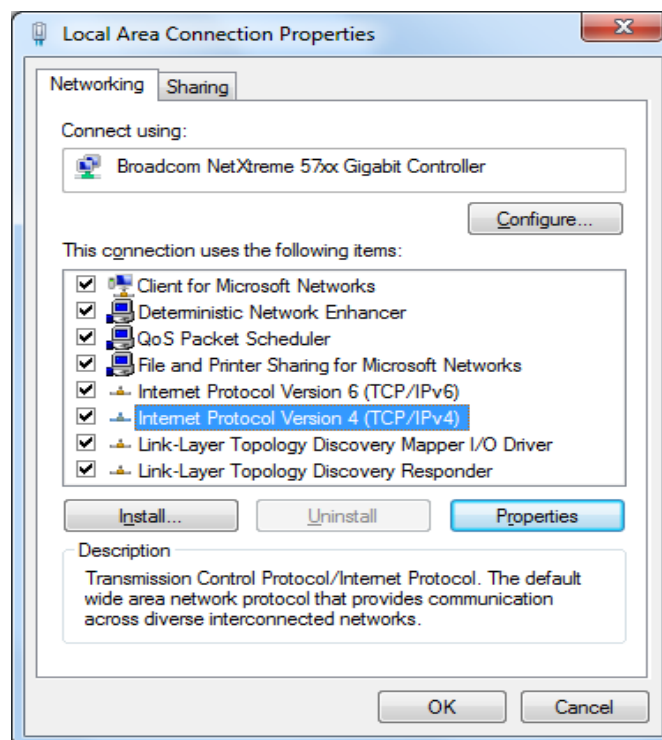 Local Area Connection Properties
Networking
Sharing
Connect using:
Broadcom NetXtreme 57xx Gigabit Controller
Configure...
This connection uses the following items:
Client for Microsoft Networks
Deterministic Network Enhancer
QoS Packet Scheduler
File and Printer Sharing for Microsoft Networks
Internet Protocol Version 6 (TCP/IPv6)
Internet Protocol Version 4 (TCP/IPv4)
Link-Layer Topology Discovery Mapper I/O Driver
Link-Layer Topology Discovery Responder
Install...
Uninstall
Properties
Description
Transmission Control Protocol/Internet Protocol. The default
wide area network protocol that provides communication
across diverse interconnected networks.
OK
Cancel